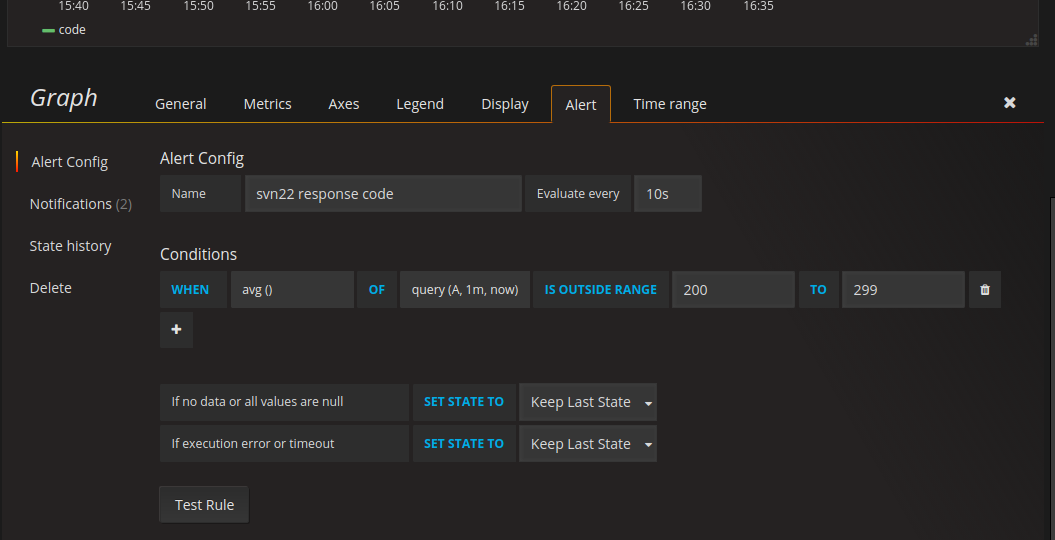 15:40 15:45 15:50 15:55 16:00 16:05 16:10 16:15 16:20 16:25 16:30 16:35
code
Graph General Metrics Axes Legend Display Alert Time range
Alert Config
Notifications (2)
State history
Delete
Alert Config
Name svn22 response code Evaluate every 10s
Conditions
WHEN avg () OF query (A, 1m, now) IS OUTSIDE RANGE 200 TO 299
If no data or all values are null SET STATE TO Keep Last State
If execution error or timeout SET STATE TO Keep Last State
Test Rule